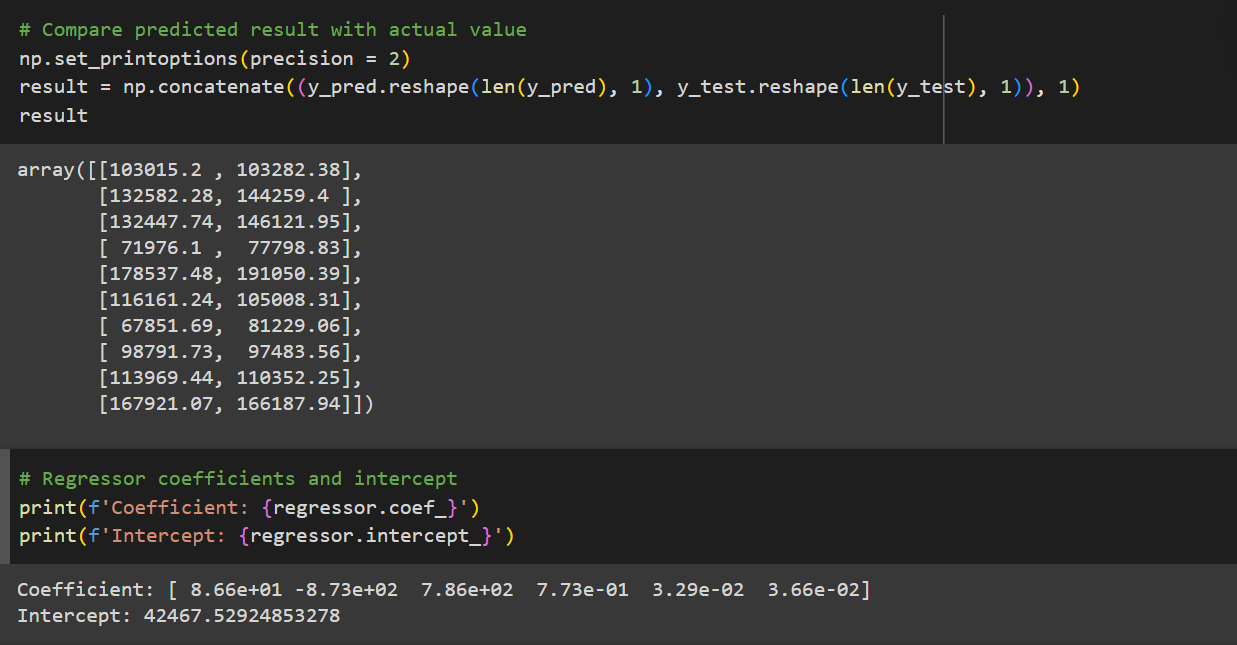 # Compare predicted result with actual value
np.set_printoptions(precision = 2)
result = np.concatenate((y_pred.reshape(len(y_pred), 1), y_test.reshape(len(y_test), 1)), 1)
result
array([[103015.2 , 103282.38],
       [132582.28, 144259.4 ],
       [132447.74, 146121.95],
       [ 71976.1 ,  77798.83],
       [178537.48, 191050.39],
       [116161.24, 105008.31],
       [ 67851.69,  81229.06],
       [ 98791.73,  97483.56],
       [113969.44, 110352.25],
       [167921.07, 166187.94]])
# Regressor coefficients and intercept
print(f'Coefficient: {regressor.coef_}')
print(f'Intercept: {regressor.intercept_}')
Coefficient: [ 8.66e+01 -8.73e+02  7.86e+02  7.73e-01  3.29e-02  3.66e-02]
Intercept: 42467.52924853278